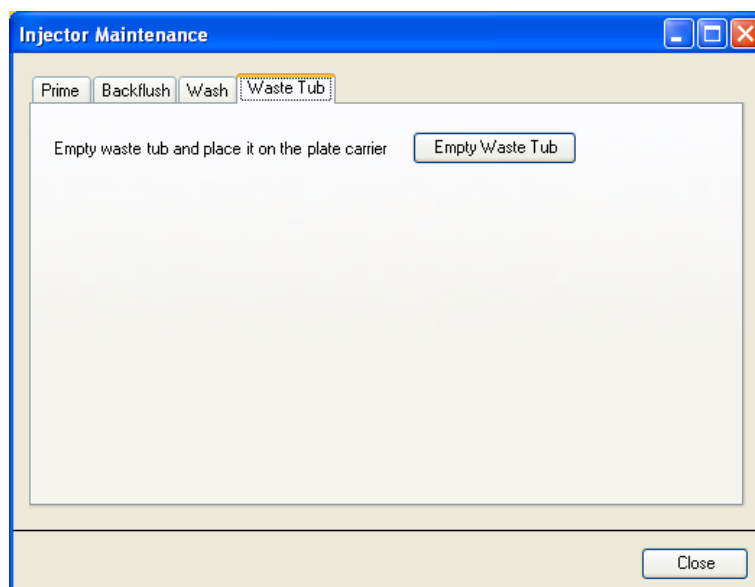 Injector Maintenance
Prime Backflush Wash Waste Tub
Empty waste tub and place it on the plate carrier Empty Waste Tub
Close